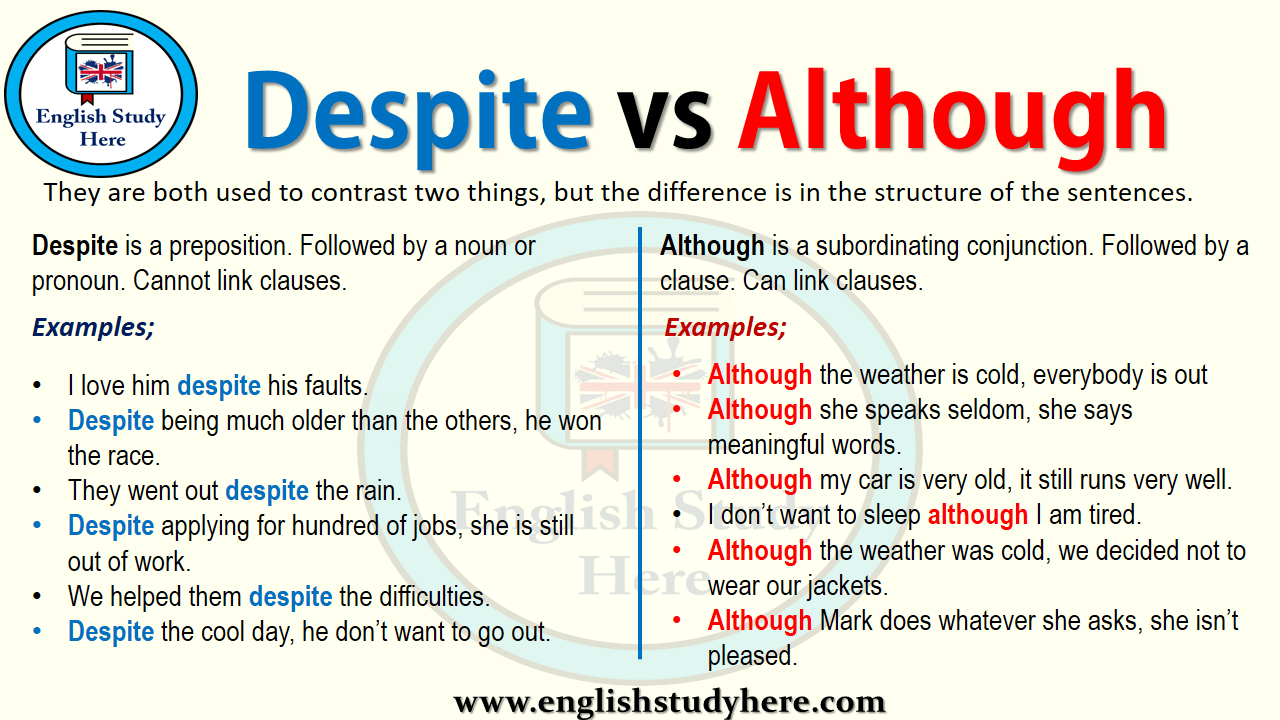 English Study
Here
Despite vs Although
They are both used to contrast two things, but the difference is in the structure of the sentences.
Despite is a preposition. Followed by a noun or
pronoun. Cannot link clauses.
Examples;
• I love him despite his faults.
• Despite being much older than the others, he won
the race.
• They went out despite the rain.
• Despite applying for hundred of jobs, she is still
out of work.
• We helped them despite the difficulties.
• Despite the cool day, he don’t want to go out.
Although is a subordinating conjunction. Followed by a
clause. Can link clauses.
Examples;
• Although the weather is cold, everybody is out
• Although she speaks seldom, she says
meaningful words.
• Although my car is very old, it still runs very well.
• I don’t want to sleep although I am tired.
• Although the weather was cold, we decided not to
wear our jackets.
• Although Mark does whatever she asks, she isn’t
pleased.
English Study
Here
www.englishstudyhere.com